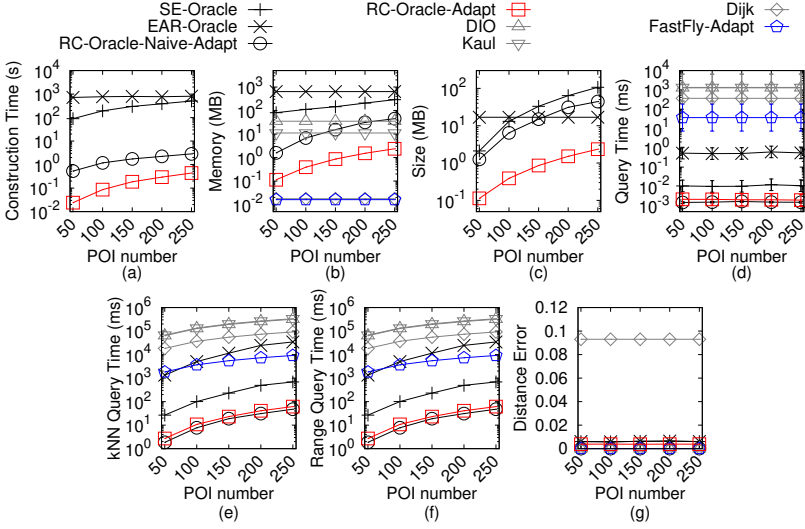 SE-Oracle
EAR-Oracle
RC-Oracle-Naive-Adapt
RC-Oracle-Adapt
DIO
Kaul
Dijk
FastFly-Adapt
Construction Time (s)
10^4
10^3
10^2
10^1
10^0
10^-1
10^-2
50
100
150
200
250
POI number
(a)
Memory (MB)
10^3
10^2
10^1
10^0
10^-1
10^-2
50
100
150
200
250
POI number
(b)
Size (MB)
10^2
10^1
10^0
10^-1
50
100
150
200
250
POI number
(c)
Query Time (ms)
10^4
10^3
10^2
10^1
10^0
10^-1
10^-2
10^-3
50
100
150
200
250
POI number
(d)
kNN Query Time (ms)
10^6
10^5
10^4
10^3
10^2
10^1
10^0
50
100
150
200
250
POI number
(e)
Range Query Time (ms)
10^6
10^5
10^4
10^3
10^2
10^1
10^0
50
100
150
200
250
POI number
(f)
Distance Error
0.12
0.1
0.08
0.06
0.04
0.02
0
50
100
150
200
250
POI number
(g)